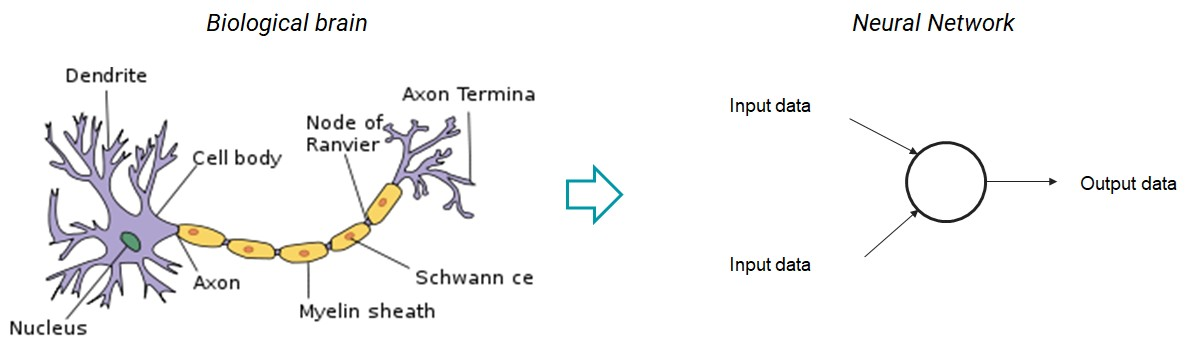 Biological brain
Neural Network
Dendrite
Axon Termina
Node of
Ranvier
Cell body
Axon
Schwann ce
Myelin sheath
Nucleus
Input data
Output data
Input data